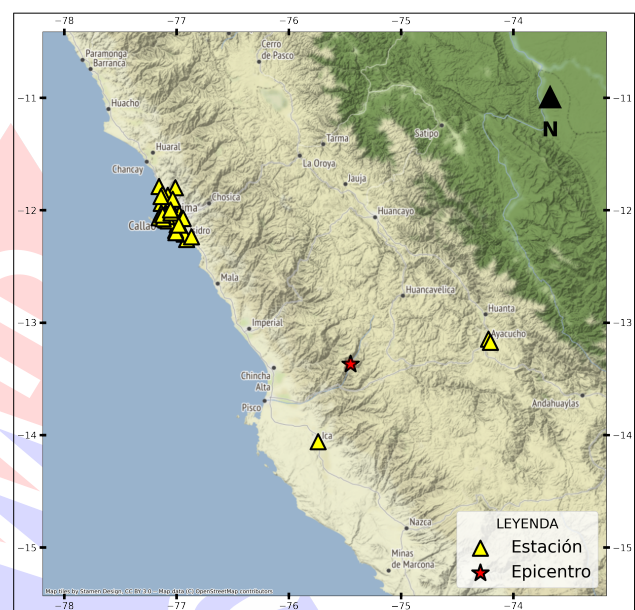 −78 −77 −76 −75 −74
Paramonga
Barranca
Cerro
de Pasco
−11 −11
Huacho
N
Satipo
Tarma
Huaral
La Oroya
Chancay
Jauja
Chosica
−12 −12
Huancayo
Mala
Huancavelica
Huanta
−13 −13
Imperial
Ayacucho
Chincha
Alta
Andahuaylas
Pisco
−14 −14
Ica
Nazca
LEYENDA
Estación
Epicentro
−15 −15
Minas
de Marcona
Map tiles by Stamen Design, CC BY 3.0 -- Map data (C) OpenStreetMap contributors
−78 −77 −76 −75 −74